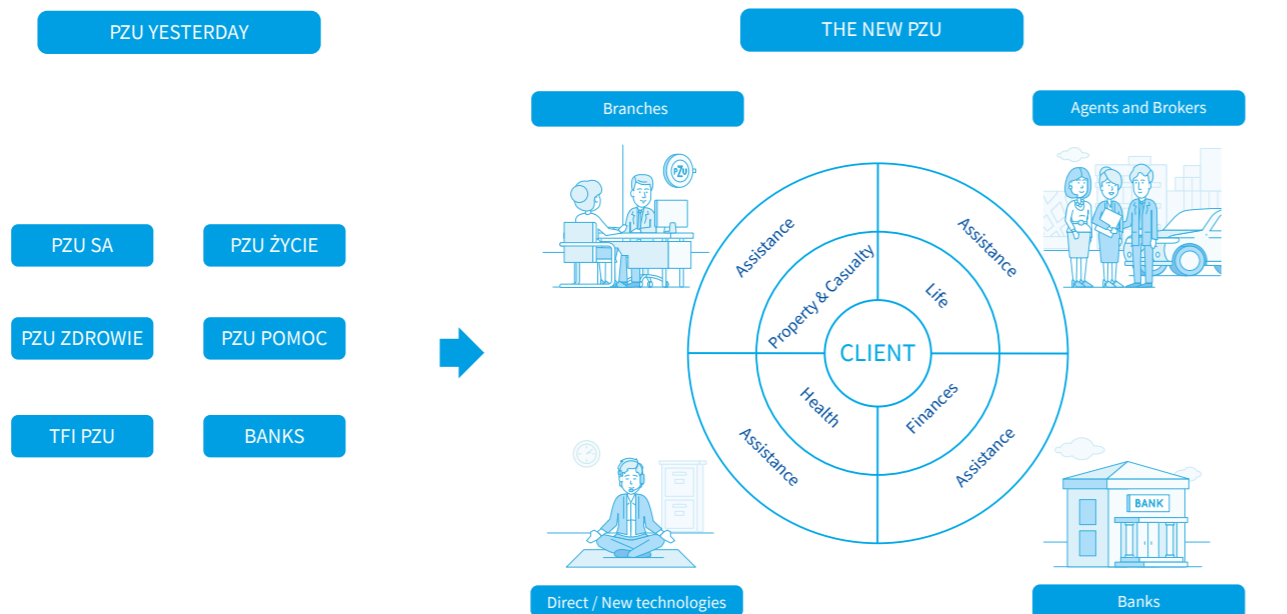 PZU YESTERDAY
PZU SA
PZU ŻYCIE
PZU ZDROWIE
PZU POMOC
TFI PZU
BANKS
THE NEW PZU
Branches
Agents and Brokers
PZU
Assistance
Assistance
Property & Casualty
Life
CLIENT
Health
Finances
Assistance
Assistance
BANK
Direct / New technologies
Banks